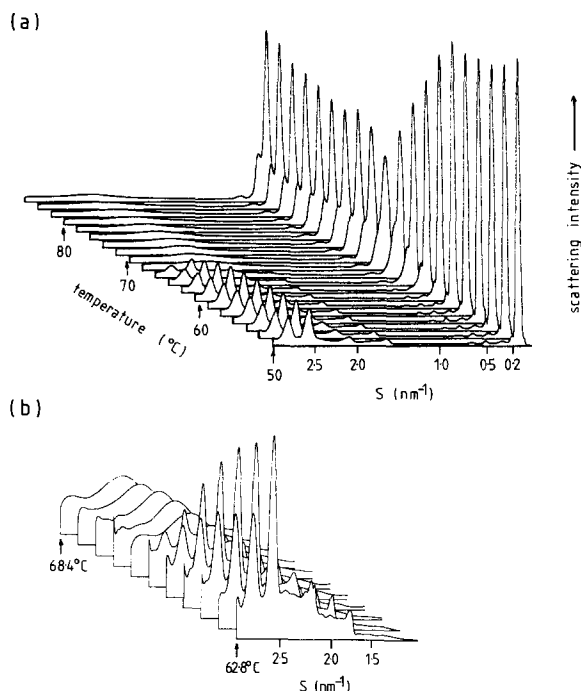 (a)
scattering intensity
80
70
temperature (°C)
60
50
2·5
2·0
1·0
0·5
0·2
S (nm⁻¹)
(b)
68·4°C
62·8°C
25
20
15
S (nm⁻¹)